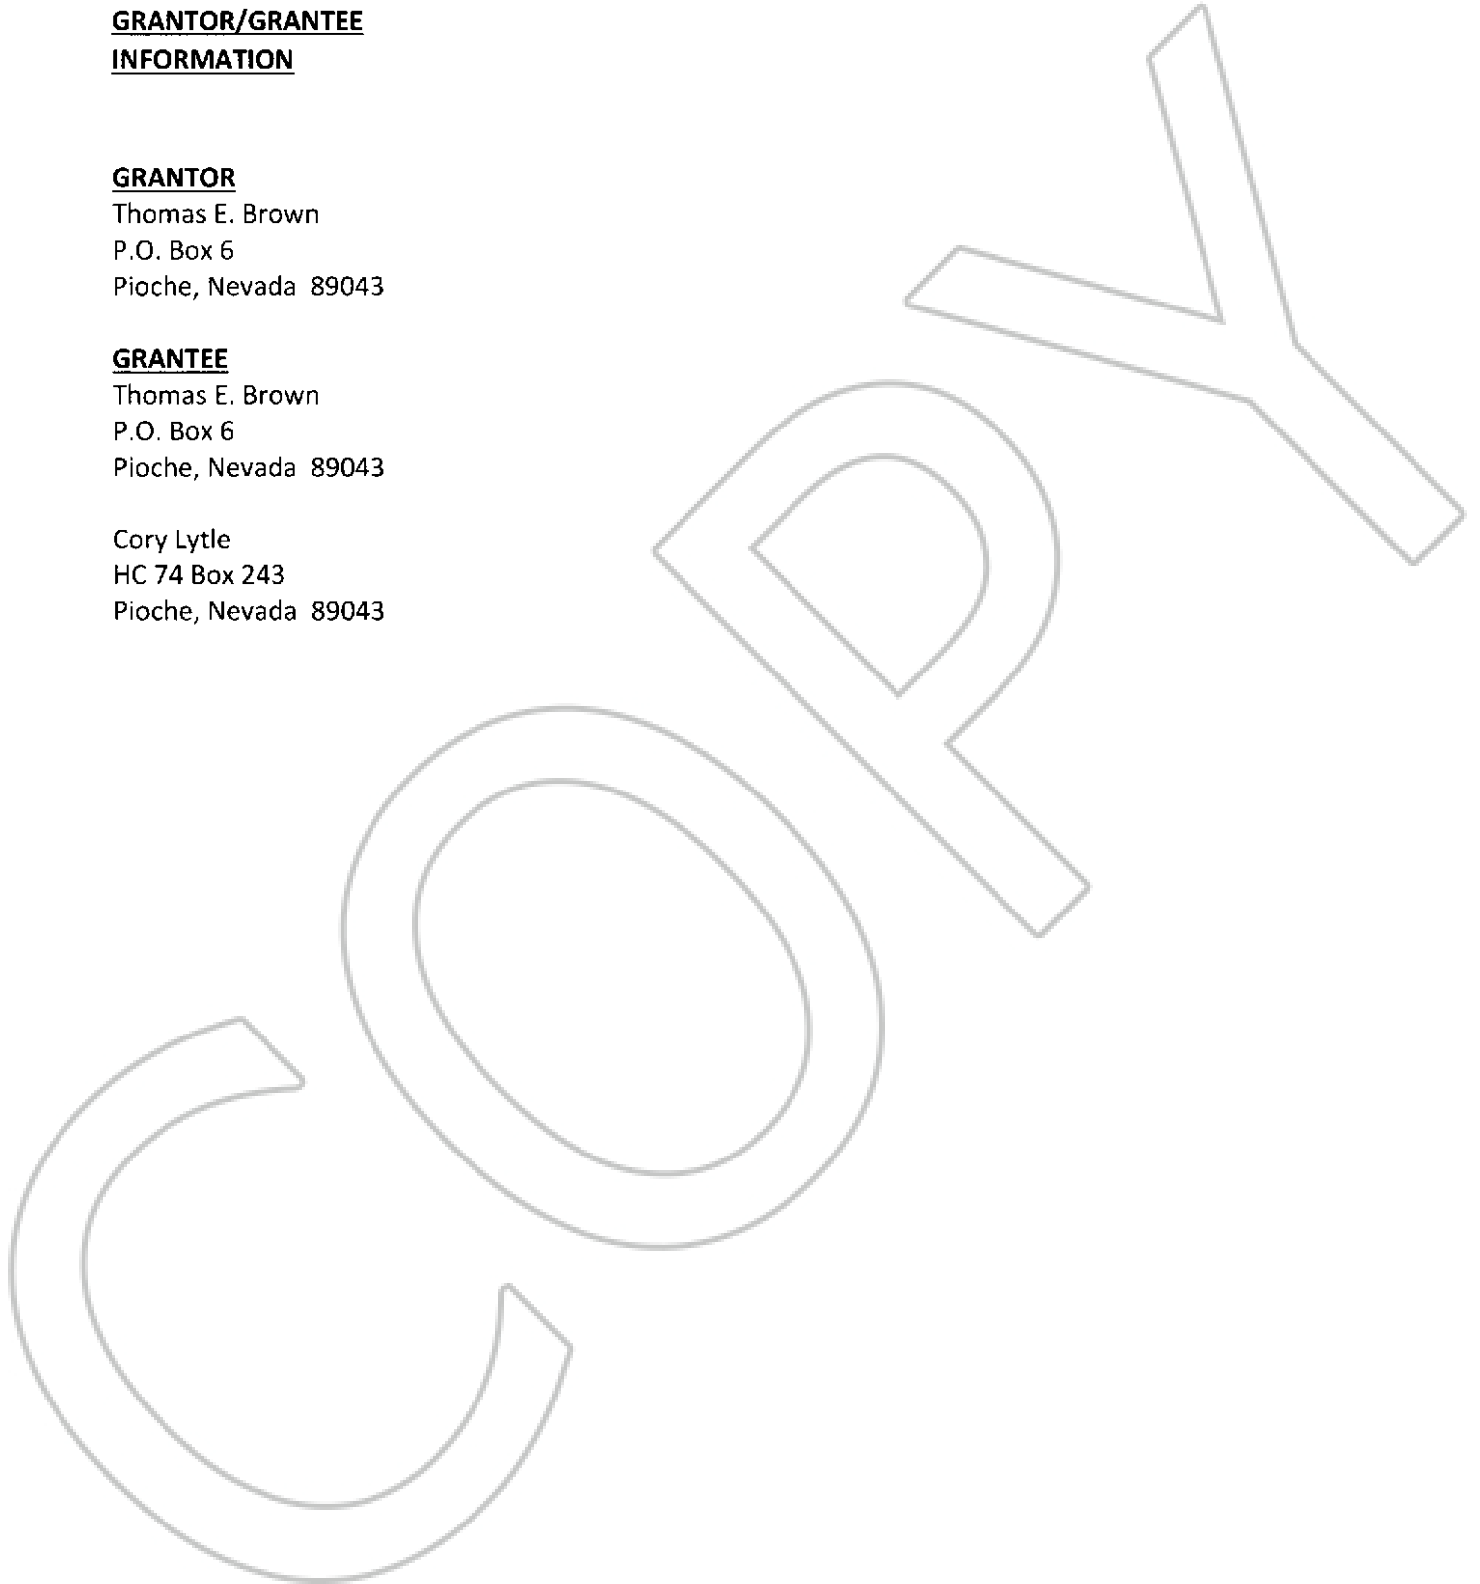 GRANTOR/GRANTEE
INFORMATION
GRANTOR
Thomas E. Brown
P.O. Box 6
Pioche, Nevada 89043
GRANTEE
Thomas E. Brown
P.O. Box 6
Pioche, Nevada 89043
Cory Lytle
HC 74 Box 243
Pioche, Nevada 89043
COPY